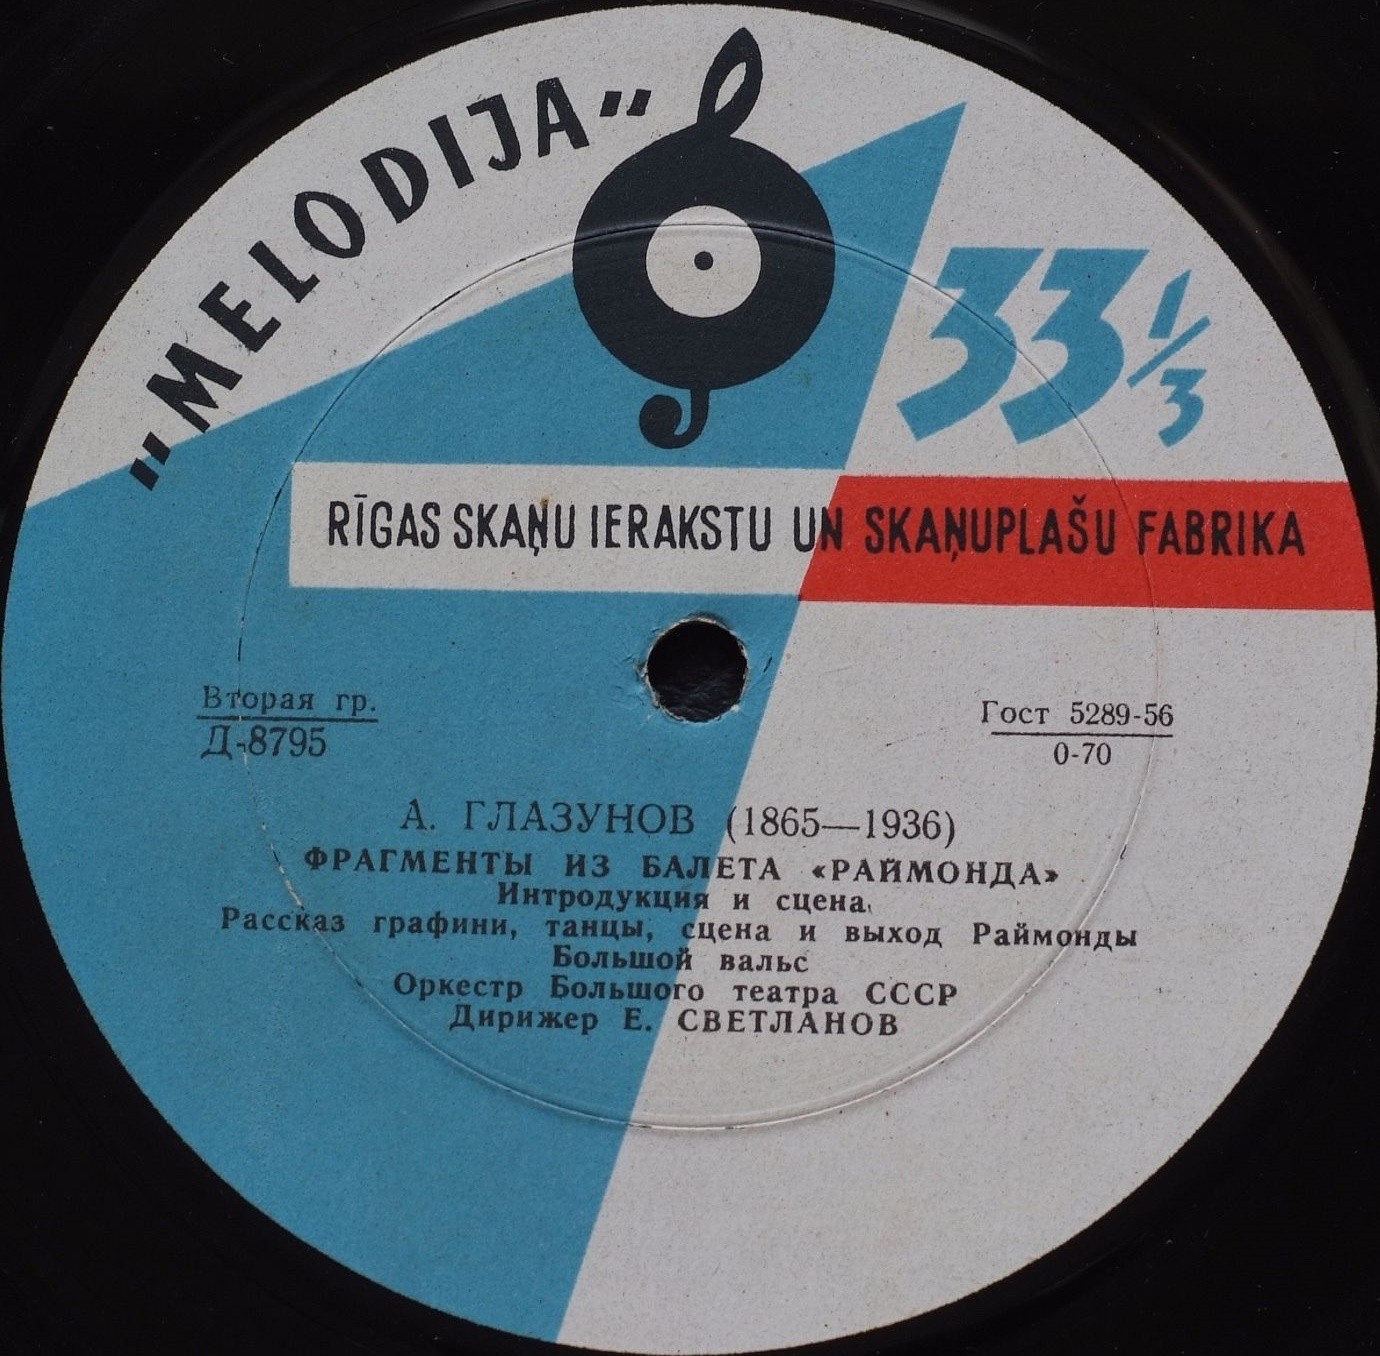 "MELODIJA"
33 1/3
RĪGAS SKAŅU IERAKSTU UN SKAŅUPLAŠU FABRIKA
Вторая гр.
Д-8795
Гост 5289-56
0-70
А. ГЛАЗУНОВ (1865—1936)
ФРАГМЕНТЫ ИЗ БАЛЕТА «РАЙМОНДА»
Интродукция и сцена.
Рассказ графини, танцы, сцена и выход Раймонды
Большой вальс
Оркестр Большого театра СССР
Дирижер Е. СВЕТЛАНОВ